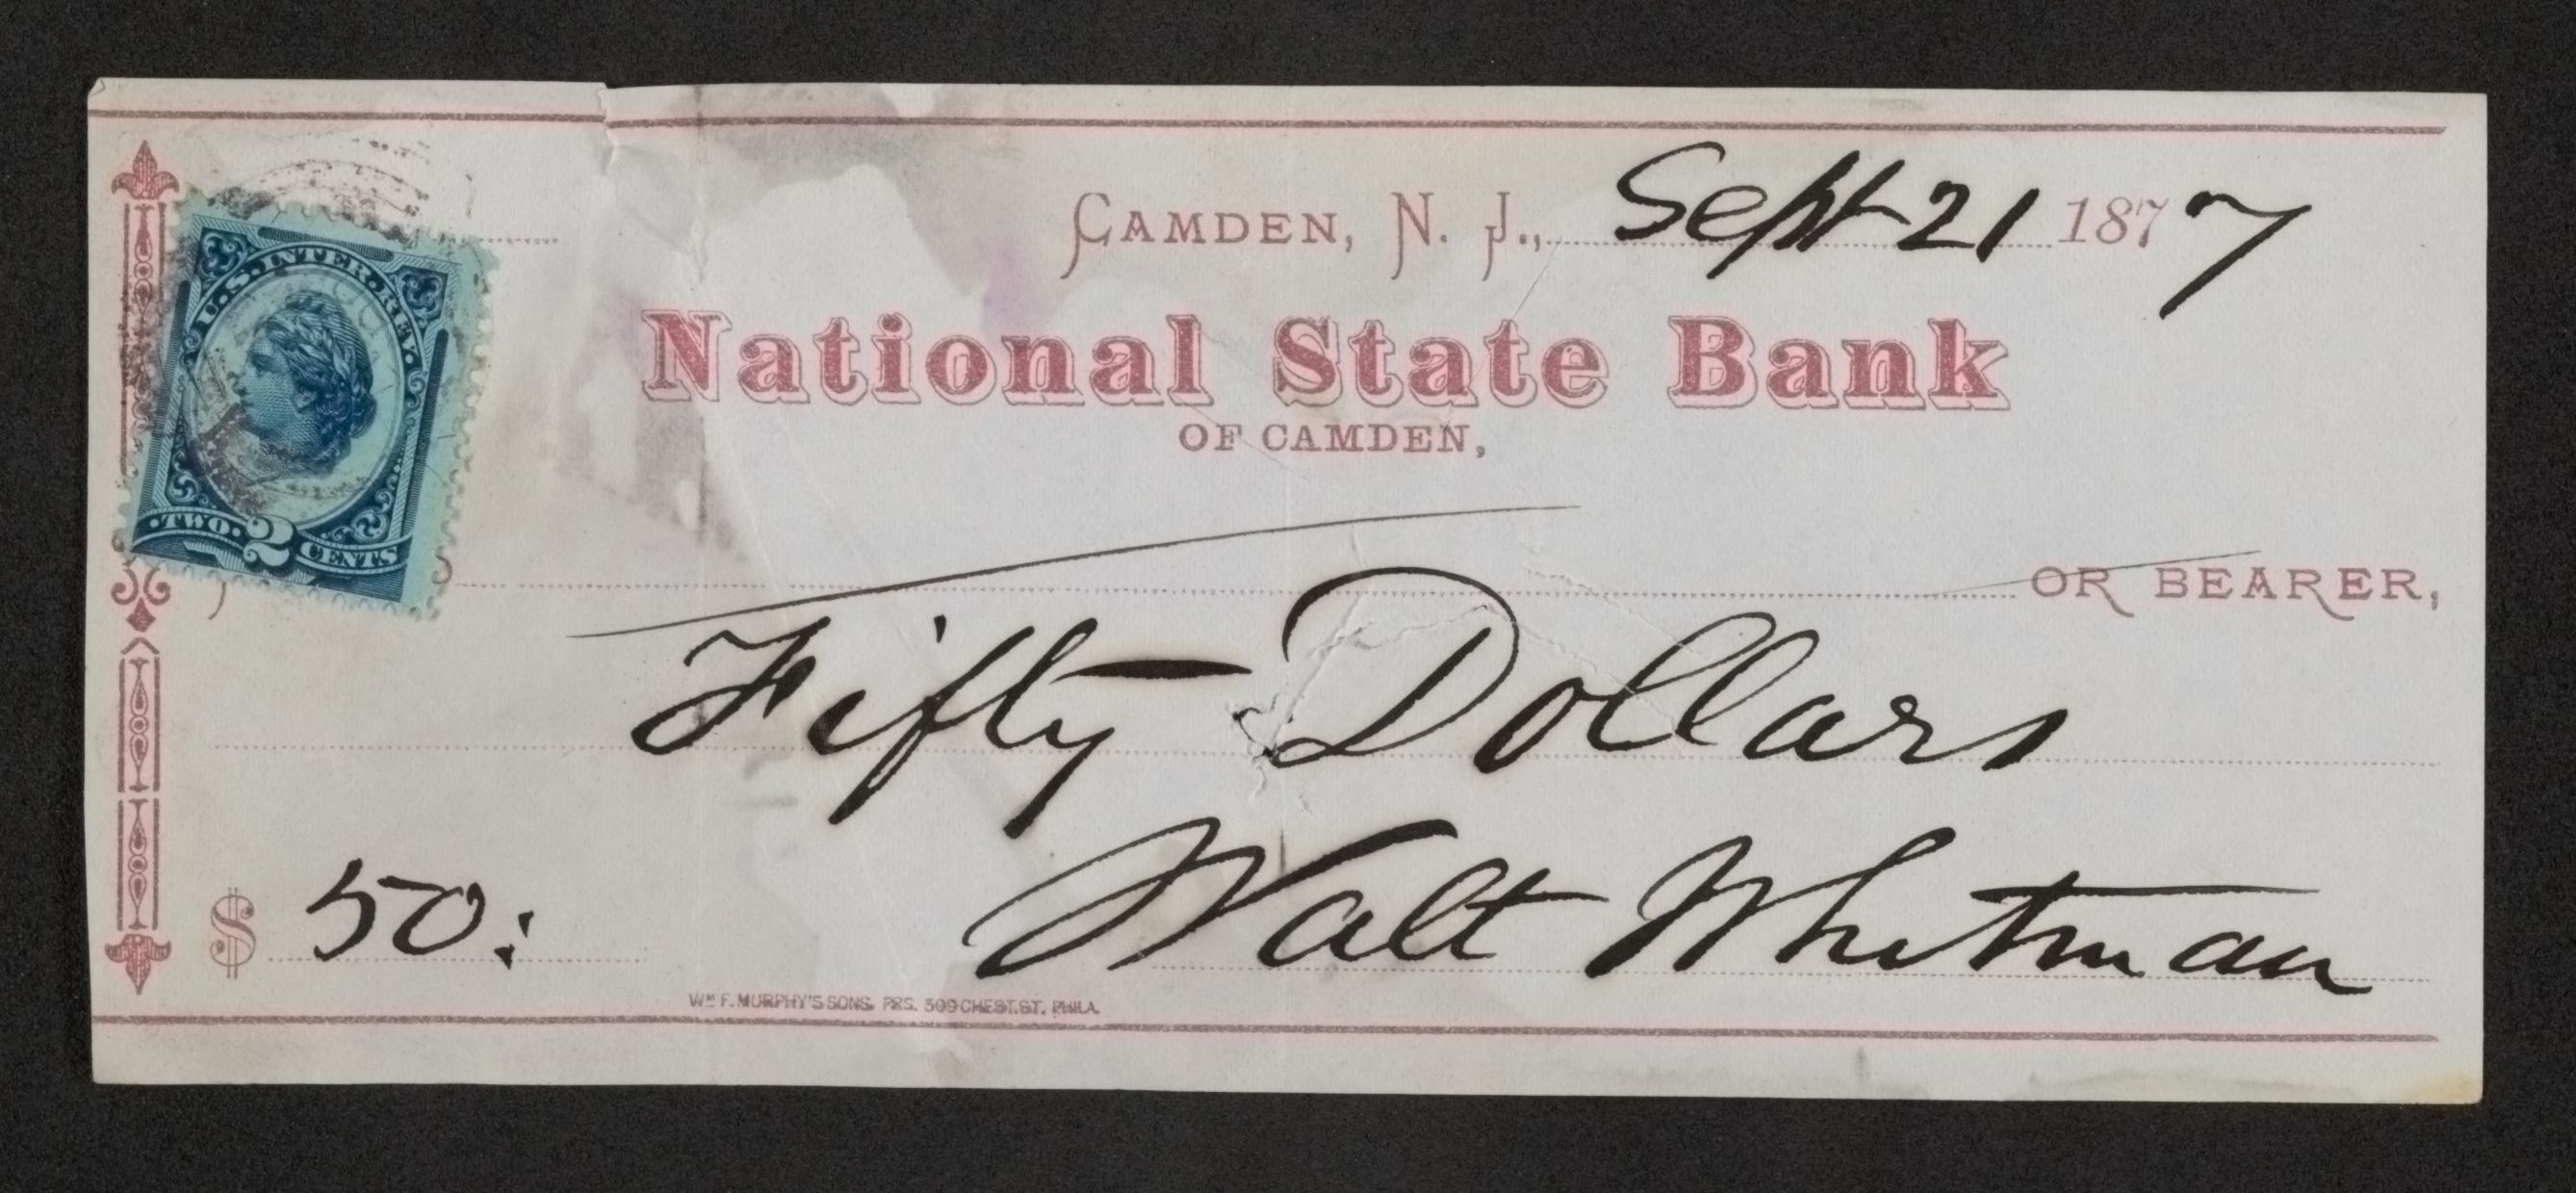 CAMDEN, N. J., Sept 21 1877
U.S. INTER. REV.
National State Bank
OF CAMDEN,
TWO 2 CENTS
OR BEARER,
Fifty – Dollars
$ 50:
Walt Whitman
Wm F. MURPHY'S SONS. PRS. 509 CHEST. ST. PHILA.